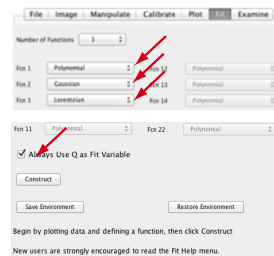 File Image Manipulate Calibrate Plot Fit Examine
Number of Functions 3
Fcn 1 Polynomial Fcn 12 Polynomial
Fcn 2 Gaussian Fcn 13 Polynomial
Fcn 3 Lorentzian Fcn 14 Polynomial
Fcn 11 Polynomial Fcn 22 Polynomial
Always Use Q as Fit Variable
Construct
Save Environment Restore Environment
Begin by plotting data and defining a function, then click Construct
New users are strongly encouraged to read the Fit Help menu.